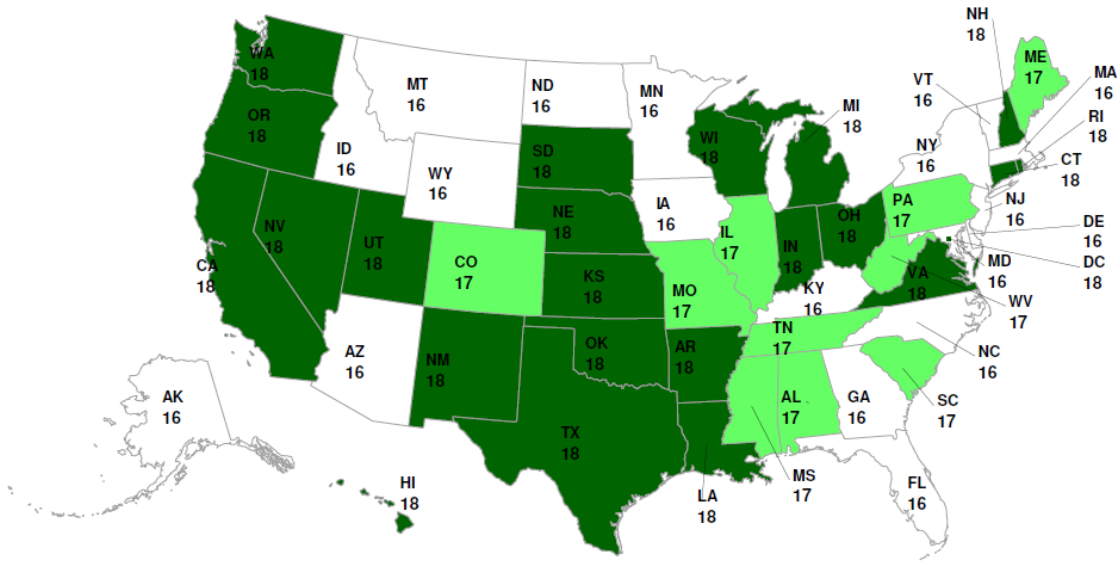 NH
18
ME
17
MA
16
VT
16
RI
18
WA
18
MT
16
ND
16
MN
16
MI
18
OR
18
WI
18
NY
16
CT
18
ID
16
SD
18
WY
16
IA
16
PA
17
NJ
16
NE
18
OH
18
DE
16
NV
18
UT
18
IL
17
IN
18
MD
16
DC
18
CA
18
CO
17
KS
18
MO
17
KY
16
VA
18
WV
17
TN
17
AZ
16
NM
18
OK
18
AR
18
NC
16
AK
16
AL
17
GA
16
SC
17
TX
18
HI
18
LA
18
MS
17
FL
16